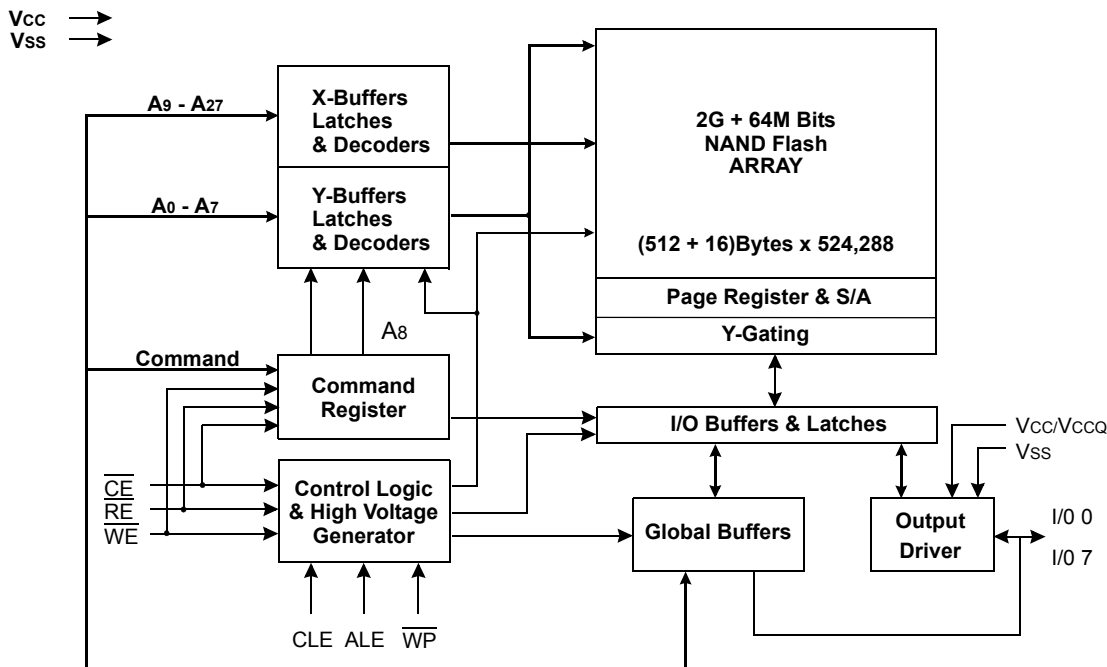 VCC
VSS
A9 - A27
X-Buffers
Latches
& Decoders
A0 - A7
Y-Buffers
Latches
& Decoders
2G + 64M Bits
NAND Flash
ARRAY
(512 + 16)Bytes x 524,288
Page Register & S/A
Y-Gating
A8
Command
Command
Register
I/O Buffers & Latches
VCC/VCCQ
VSS
CE
RE
WE
Control Logic
& High Voltage
Generator
Global Buffers
Output
Driver
I/0 0
I/0 7
CLE
ALE
WP